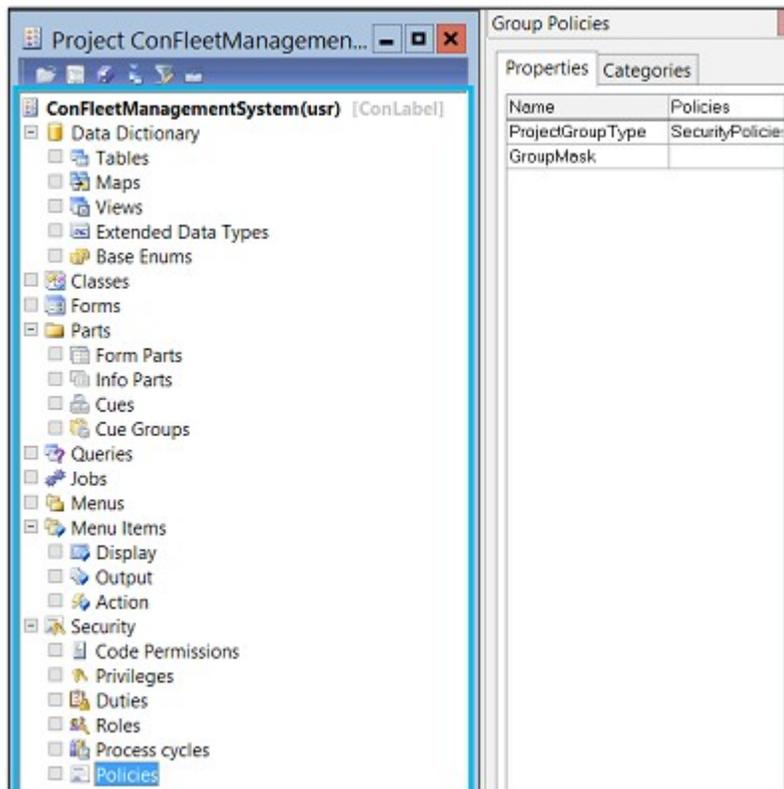 Project ConFleetManagemen...
ConFleetManagementSystem(usr) [ConLabel]
Data Dictionary
Tables
Maps
Views
Extended Data Types
Base Enums
Classes
Forms
Parts
Form Parts
Info Parts
Cues
Cue Groups
Queries
Jobs
Menus
Menu Items
Display
Output
Action
Security
Code Permissions
Privileges
Duties
Roles
Process cycles
Policies
Group Policies
Properties Categories
Name Policies
ProjectGroupType SecurityPolicie
GroupMask